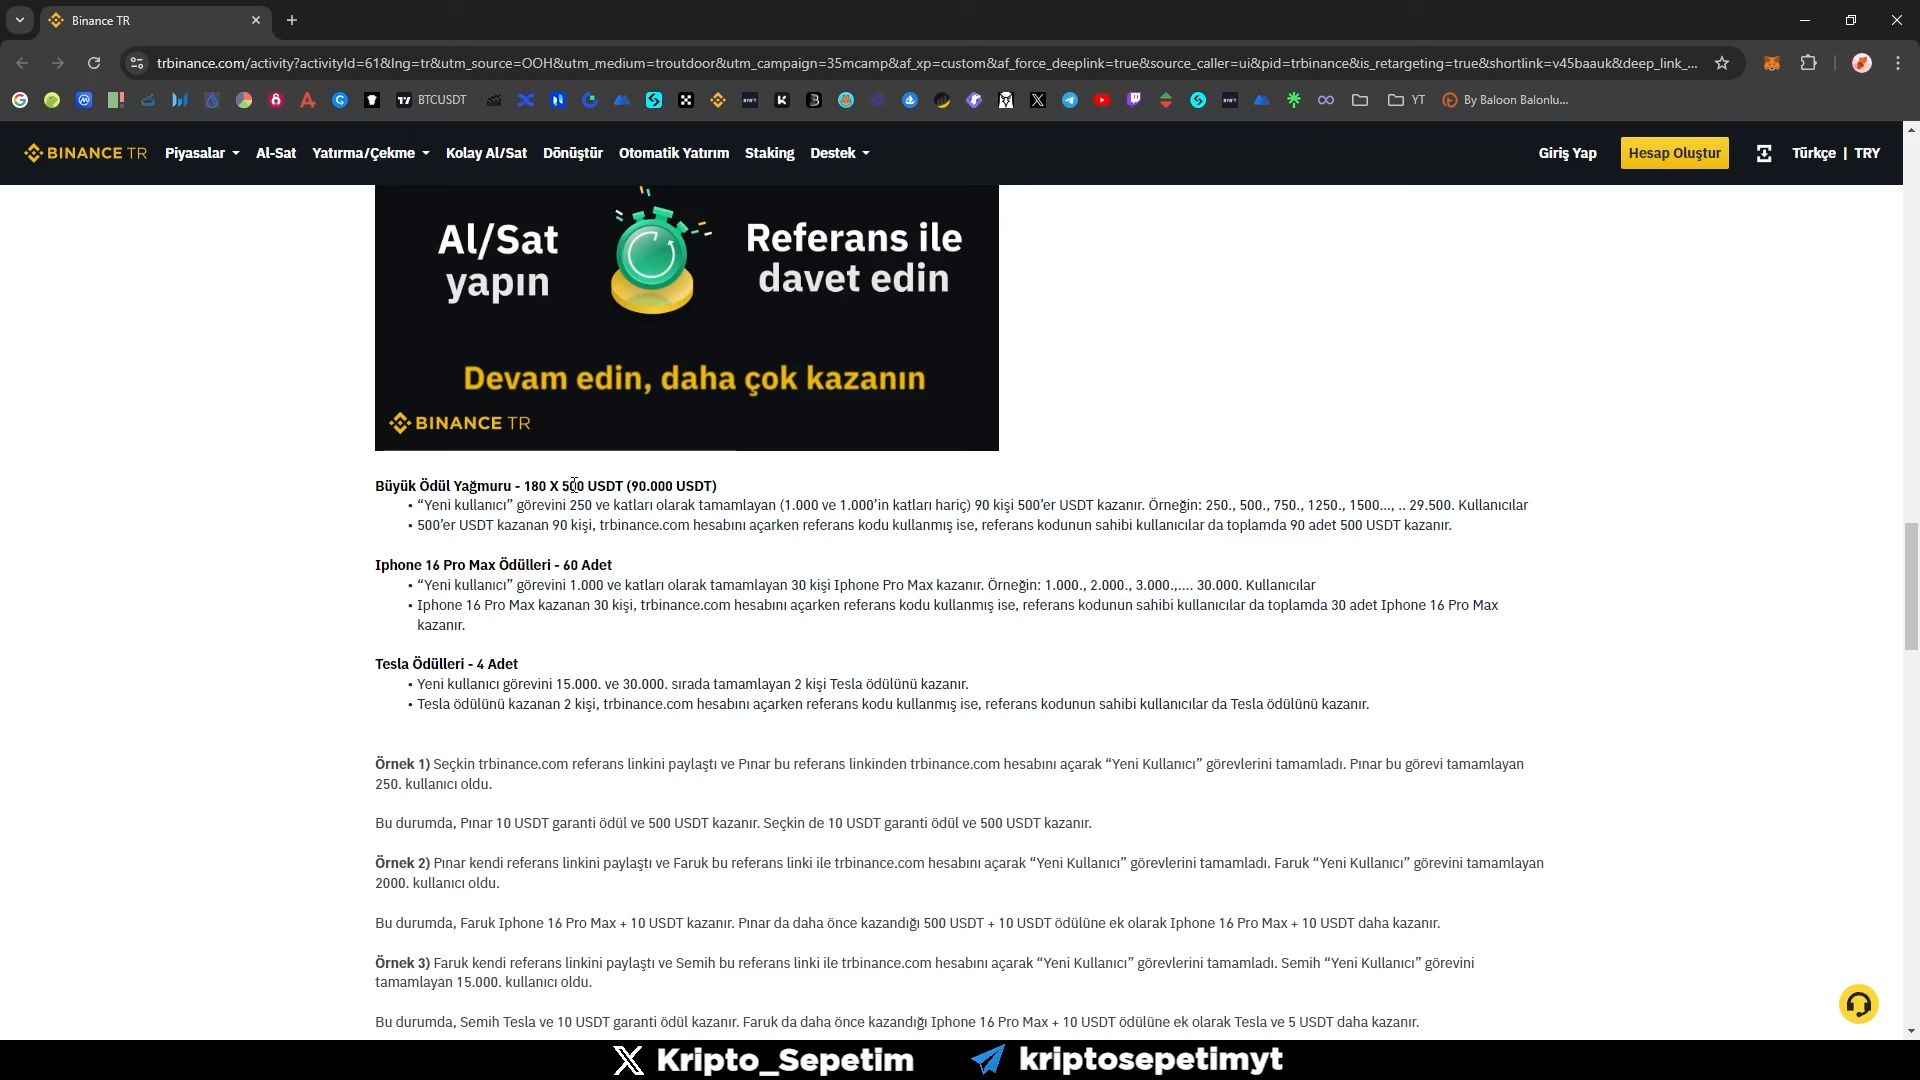 Binance TR
trbinance.com/activity?activityId=61&lng=tr&utm_source=OOH&utm_medium=troutdoor&utm_campaign=35mcamp&af_xp=custom&af_force_deeplink=true&source_caller=ui&pid=trbinance&is_retargeting=true&shortlink=v45baauk&deep_link_...
BTCUSDT YT By Baloon Balonlu...
BINANCE TR Piyasalar Al-Sat Yatırma/Çekme Kolay Al/Sat Dönüştür Otomatik Yatırım Staking Destek Giriş Yap Hesap Oluştur Türkçe | TRY
Al/Sat
yapın
Referans ile
davet edin
Devam edin, daha çok kazanın
BINANCE TR
Büyük Ödül Yağmuru - 180 X 500 USDT (90.000 USDT)
• “Yeni kullanıcı” görevini 250 ve katları olarak tamamlayan (1.000 ve 1.000’in katları hariç) 90 kişi 500’er USDT kazanır. Örneğin: 250., 500., 750., 1250., 1500..., .. 29.500. Kullanıcılar
• 500’er USDT kazanan 90 kişi, trbinance.com hesabını açarken referans kodu kullanmış ise, referans kodunun sahibi kullanıcılar da toplamda 90 adet 500 USDT kazanır.
Iphone 16 Pro Max Ödülleri - 60 Adet
• “Yeni kullanıcı” görevini 1.000 ve katları olarak tamamlayan 30 kişi Iphone Pro Max kazanır. Örneğin: 1.000., 2.000., 3.000.,.... 30.000. Kullanıcılar
• Iphone 16 Pro Max kazanan 30 kişi, trbinance.com hesabını açarken referans kodu kullanmış ise, referans kodunun sahibi kullanıcılar da toplamda 30 adet Iphone 16 Pro Max
kazanır.
Tesla Ödülleri - 4 Adet
• Yeni kullanıcı görevini 15.000. ve 30.000. sırada tamamlayan 2 kişi Tesla ödülünü kazanır.
• Tesla ödülünü kazanan 2 kişi, trbinance.com hesabını açarken referans kodu kullanmış ise, referans kodunun sahibi kullanıcılar da Tesla ödülünü kazanır.
Örnek 1) Seçkin trbinance.com referans linkini paylaştı ve Pınar bu referans linkinden trbinance.com hesabını açarak “Yeni Kullanıcı” görevlerini tamamladı. Pınar bu görevi tamamlayan
250. kullanıcı oldu.
Bu durumda, Pınar 10 USDT garanti ödül ve 500 USDT kazanır. Seçkin de 10 USDT garanti ödül ve 500 USDT kazanır.
Örnek 2) Pınar kendi referans linkini paylaştı ve Faruk bu referans linki ile trbinance.com hesabını açarak “Yeni Kullanıcı” görevlerini tamamladı. Faruk “Yeni Kullanıcı” görevini tamamlayan
2000. kullanıcı oldu.
Bu durumda, Faruk Iphone 16 Pro Max + 10 USDT kazanır. Pınar da daha önce kazandığı 500 USDT + 10 USDT ödülüne ek olarak Iphone 16 Pro Max + 10 USDT daha kazanır.
Örnek 3) Faruk kendi referans linkini paylaştı ve Semih bu referans linki ile trbinance.com hesabını açarak “Yeni Kullanıcı” görevlerini tamamladı. Semih “Yeni Kullanıcı” görevini
tamamlayan 15.000. kullanıcı oldu.
Bu durumda, Semih Tesla ve 10 USDT garanti ödül kazanır. Faruk da daha önce kazandığı Iphone 16 Pro Max + 10 USDT ödülüne ek olarak Tesla ve 5 USDT daha kazanır.
Kripto_Sepetim kriptosepetimyt